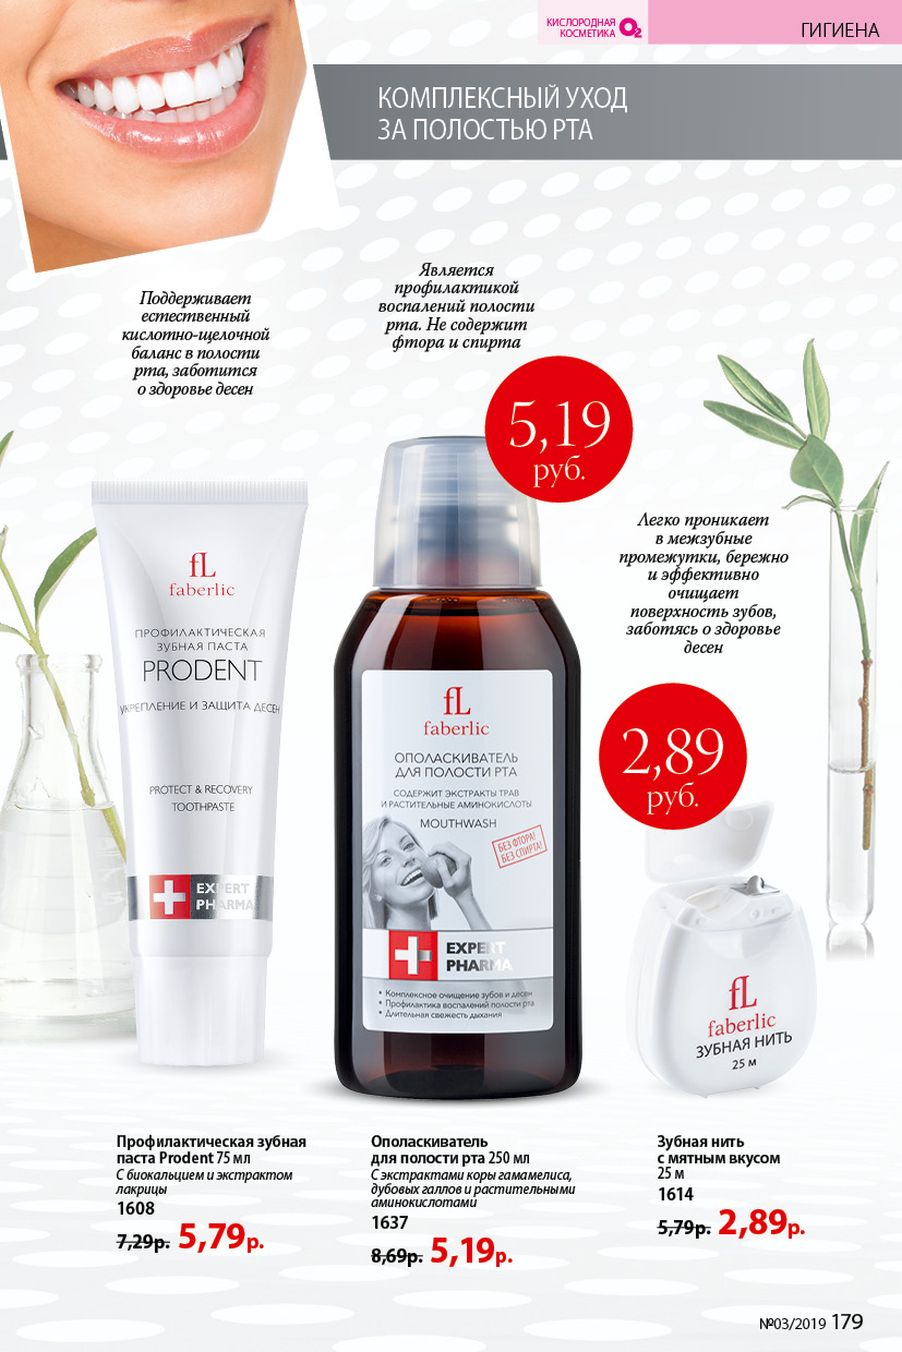 КИСЛОРОДНАЯ
КОСМЕТИКА O2
ГИГИЕНА
КОМПЛЕКСНЫЙ УХОД
ЗА ПОЛОСТЬЮ РТА
Поддерживает
естественный
кислотно-щелочной
баланс в полости
рта, заботится
о здоровье десен
Является
профилактикой
воспалений полости
рта. Не содержит
фтора и спирта
5,19
руб.
Легко проникает
в межзубные
промежутки, бережно
и эффективно
очищает
поверхность зубов,
заботясь о здоровье
десен
2,89
руб.
fL
faberlic
ПРОФИЛАКТИЧЕСКАЯ
ЗУБНАЯ ПАСТА
PRODENT
УКРЕПЛЕНИЕ И ЗАЩИТА ДЕСЕН
PROTECT & RECOVERY
TOOTHPASTE
EXPERT
PHARMA
fL
faberlic
ОПОЛАСКИВАТЕЛЬ
ДЛЯ ПОЛОСТИ РТА
СОДЕРЖИТ ЭКСТРАКТЫ ТРАВ
И РАСТИТЕЛЬНЫЕ АМИНОКИСЛОТЫ
MOUTHWASH
БЕЗ ФТОРА!
БЕЗ СПИРТА!
EXPERT
PHARMA
• Комплексное очищение зубов и десен
• Профилактика воспалений полости рта
• Длительная свежесть дыхания
fL
faberlic
ЗУБНАЯ НИТЬ
25 м
Профилактическая зубная
паста Prodent 75 мл
С биокальцием и экстрактом
лакрицы
1608
7,29р. 5,79р.
Ополаскиватель
для полости рта 250 мл
С экстрактами коры гамамелиса,
дубовых галлов и растительными
аминокислотами
1637
8,69р. 5,19р.
Зубная нить
с мятным вкусом
25 м
1614
5,79р. 2,89р.
№03/2019 179